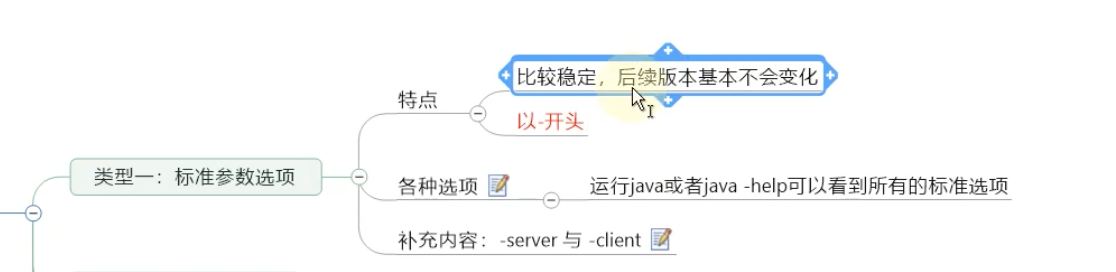 比较稳定，后续版本基本不会变化
特点
以-开头
类型一：标准参数选项
各种选项
运行java或者java -help可以看到所有的标准选项
补充内容：-server 与 -client